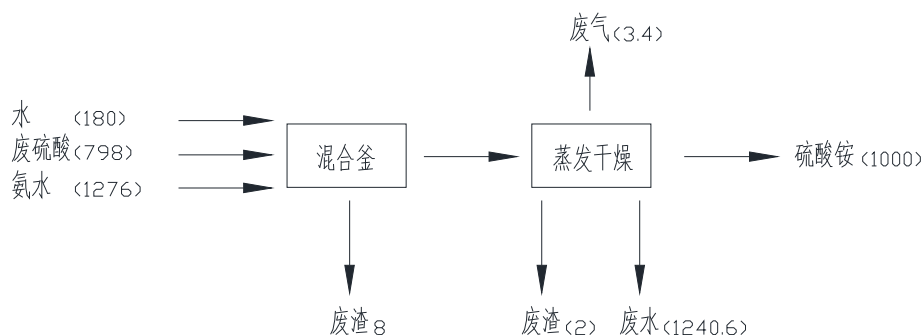 废气(3.4)
水 (180)
废硫酸(798)
氨水(1276)
混合釜
蒸发干燥
硫酸铵(1000)
废渣8
废渣(2)
废水(1240.6)